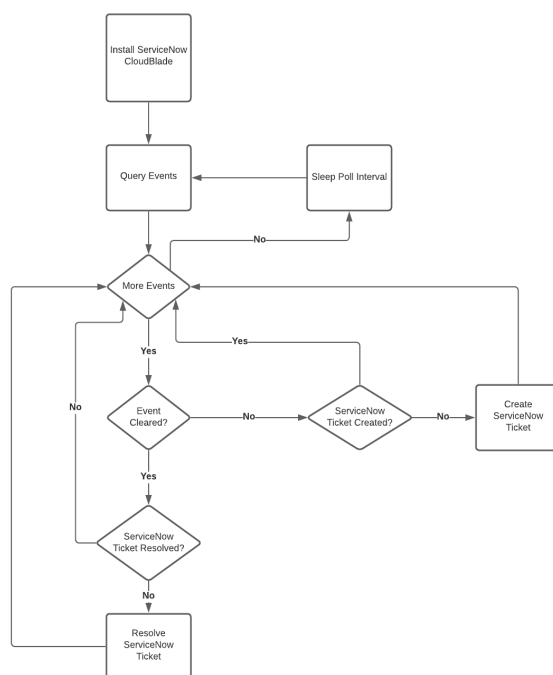 Install ServiceNow
CloudBlade
Query Events
Sleep Poll Interval
No
More Events
Yes
Yes
No
Event
Cleared?
No
ServiceNow
Ticket Created?
No
Create
ServiceNow
Ticket
Yes
ServiceNow
Ticket Resolved?
No
Resolve
ServiceNow
Ticket